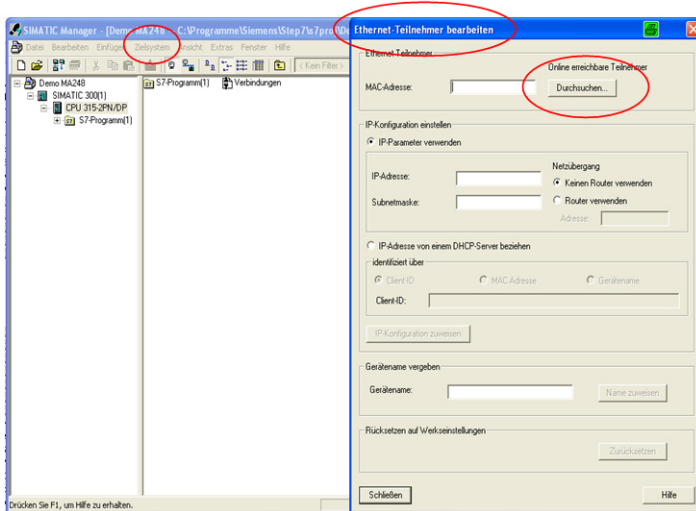 SIMATIC Manager - [Demo MA248 -- C:\Programme\Siemens\Step7\s7proj\De
Datei Bearbeiten Einfügen Zielsystem Ansicht Extras Fenster Hilfe
< Kein Filter >
Demo MA248
SIMATIC 300(1)
CPU 315-2PN/DP
S7-Programm(1)
S7-Programm(1) Verbindungen
Drücken Sie F1, um Hilfe zu erhalten.
Ethernet-Teilnehmer bearbeiten
Ethernet Teilnehmer
Online erreichbare Teilnehmer
MAC-Adresse: Durchsuchen...
IP-Konfiguration einstellen
IP-Parameter verwenden
Netzübergang
IP-Adresse: Keinen Router verwenden
Subnetmaske: Router verwenden
Adresse:
IP-Adresse von einem DHCP-Server beziehen
identifiziert über
Client-ID MAC Adresse Gerätename
Client-ID:
IP-Konfiguration zuweisen
Gerätename vergeben
Gerätename: Name zuweisen
Rücksetzen auf Werkseinstellungen
Zurücksetzen
Schließen Hilfe